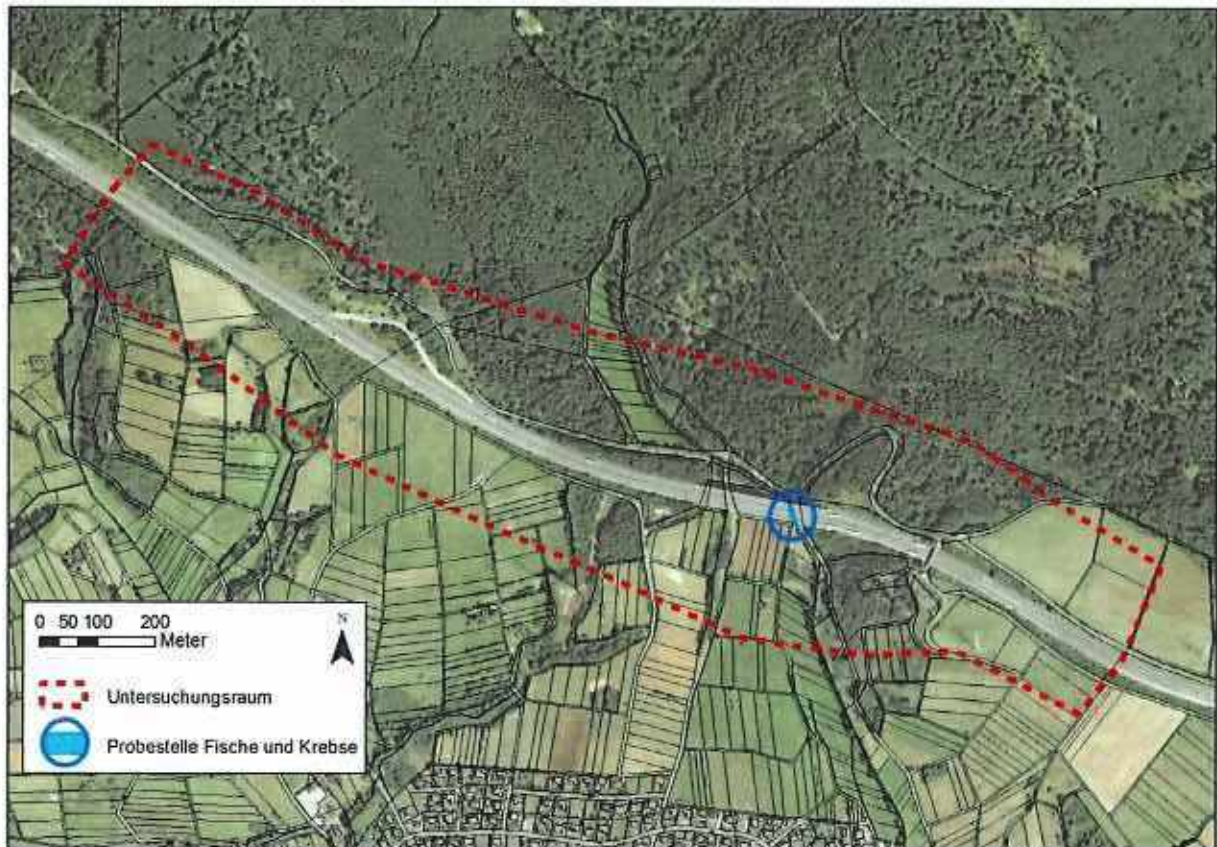 0 50 100 200
Meter
N
Untersuchungsraum
Probestelle Fische und Krebse